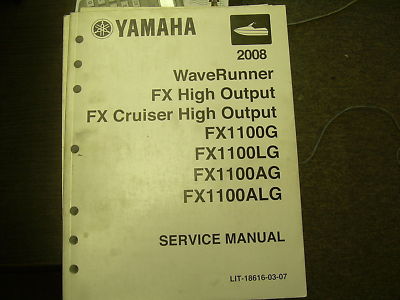 YAMAHA
2008
WaveRunner
FX High Output
FX Cruiser High Output
FX1100G
FX1100LG
FX1100AG
FX1100ALG
SERVICE MANUAL
LIT-18616-03-07